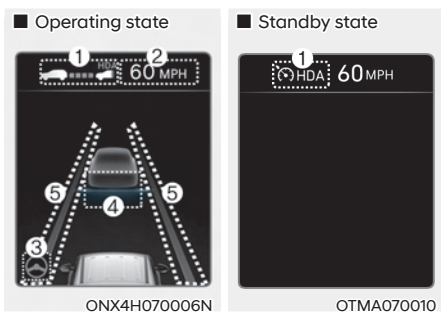 ■ Operating state
1
2
HDA
60 MPH
5
5
4
3
ONX4H070006N
■ Standby state
1
HDA 60 MPH
OTMA070010